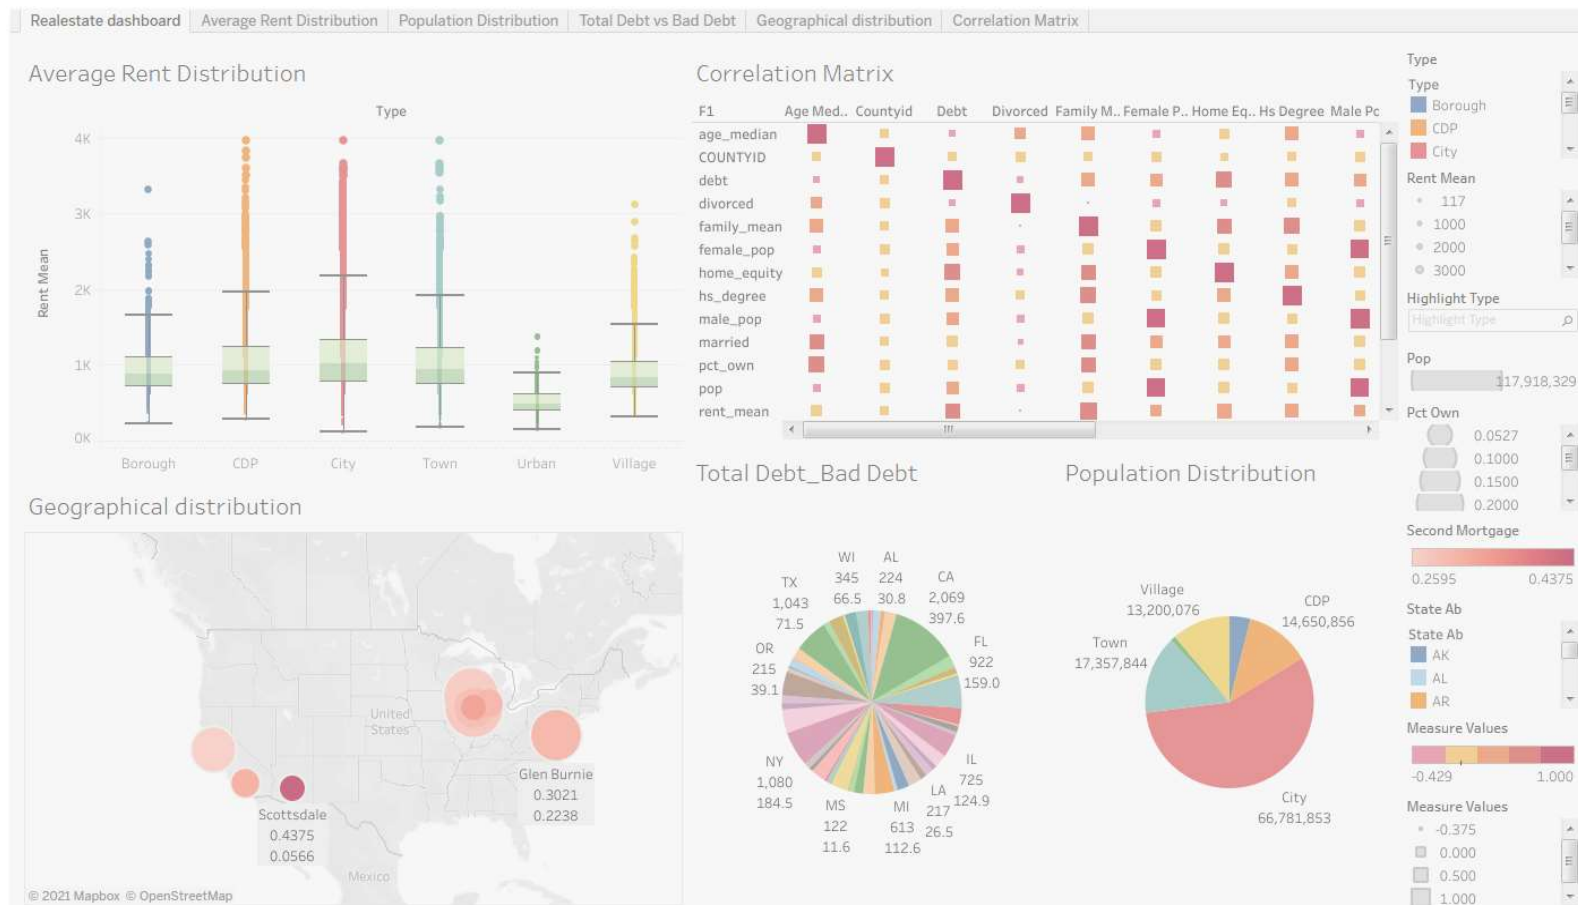 Realestate dashboard
Average Rent Distribution
Population Distribution
Total Debt vs Bad Debt
Geographical distribution
Correlation Matrix
Average Rent Distribution
Type
Rent Mean
4K
3K
2K
1K
0K
Borough
CDP
City
Town
Urban
Village
Correlation Matrix
F1
Age Med..
Countyid
Debt
Divorced
Family M..
Female P..
Home Eq..
Hs Degree
Male Pc
age_median
COUNTYID
debt
divorced
family_mean
female_pop
home_equity
hs_degree
male_pop
married
pct_own
pop
rent_mean
Geographical distribution
United
States
Mexico
Glen Burnie
0.3021
0.2238
Scottsdale
0.4375
0.0566
© 2021 Mapbox © OpenStreetMap
Total Debt_Bad Debt
WI
345
66.5
AL
224
30.8
CA
2,069
397.6
FL
922
159.0
IL
725
124.9
LA
217
26.5
MI
613
112.6
MS
122
11.6
NY
1,080
184.5
OR
215
39.1
TX
1,043
71.5
Population Distribution
Village
13,200,076
CDP
14,650,856
Town
17,357,844
City
66,781,853
Type
Type
Borough
CDP
City
Rent Mean
117
1000
2000
3000
Highlight Type
Highlight Type
Pop
117,918,329
Pct Own
0.0527
0.1000
0.1500
0.2000
Second Mortgage
0.2595
0.4375
State Ab
State Ab
AK
AL
AR
Measure Values
-0.429
1.000
Measure Values
-0.375
0.000
0.500
1.000